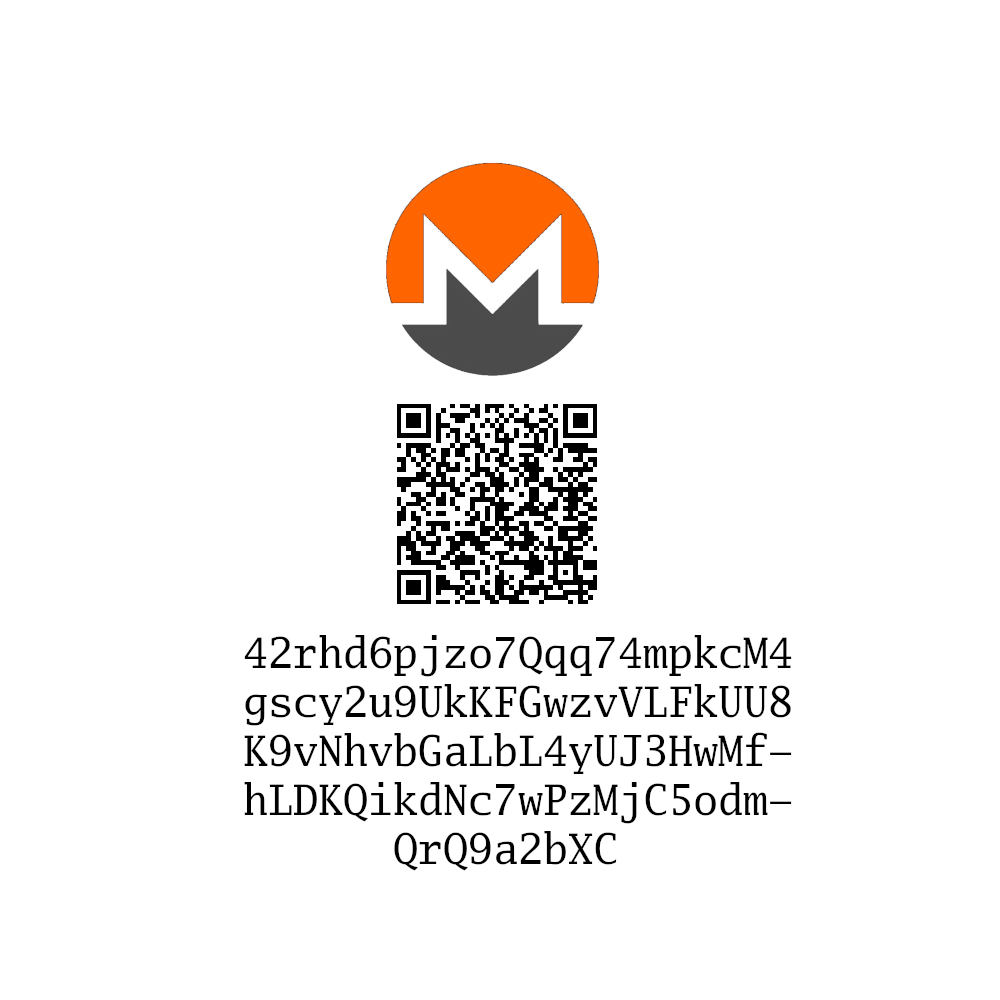 42rhd6pjzo7Qqq74mpkcM4
gscy2u9UkKFGwzvVLFkUU8
K9vNhvbGaLbL4yUJ3HwMf-
hLDKQikdNc7wPzMjC5odm-
QrQ9a2bXC